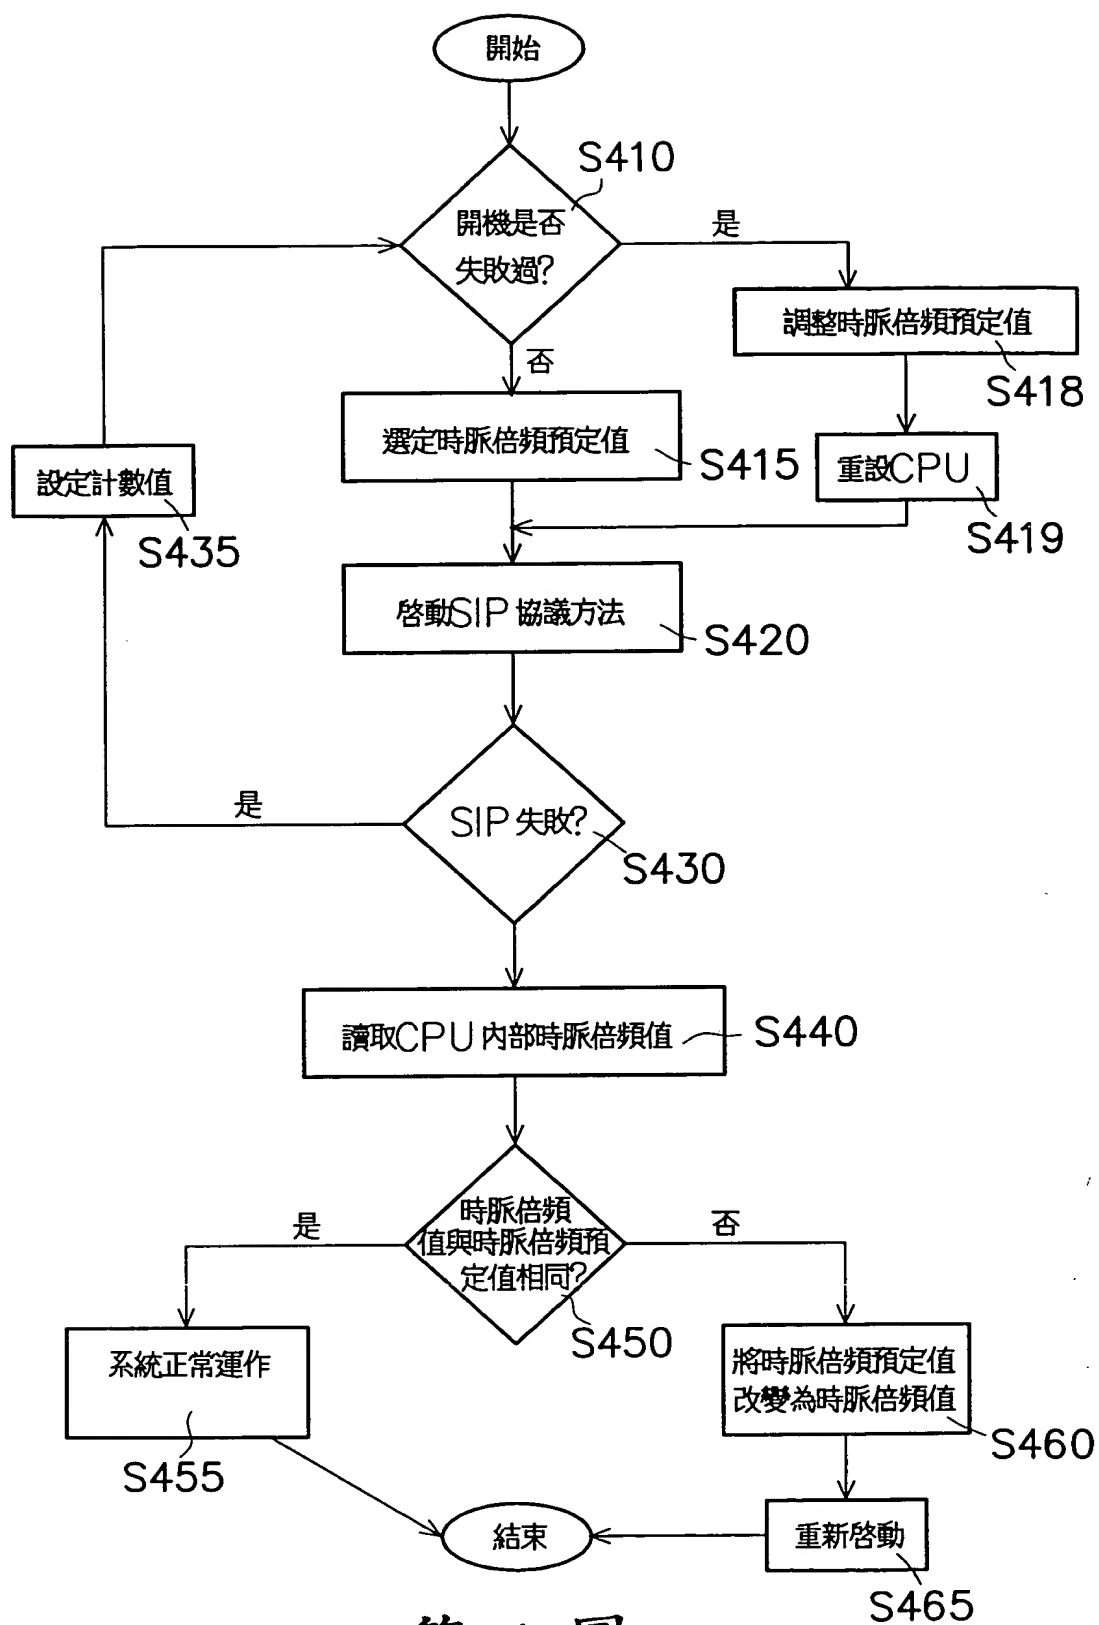 開始
S410
開機是否
失敗過?
是
調整時脈倍頻預定值
S418
否
選定時脈倍頻預定值
S415
重設CPU
S419
設定計數值
S435
啓動SIP協議方法
S420
SIP失敗?
是
S430
讀取CPU內部時脈倍頻值
S440
時脈倍頻
值與時脈倍頻預
定值相同?
是
否
S450
系統正常運作
S455
將時脈倍頻預定值
改變為時脈倍頻值
S460
重新啓動
S465
結束